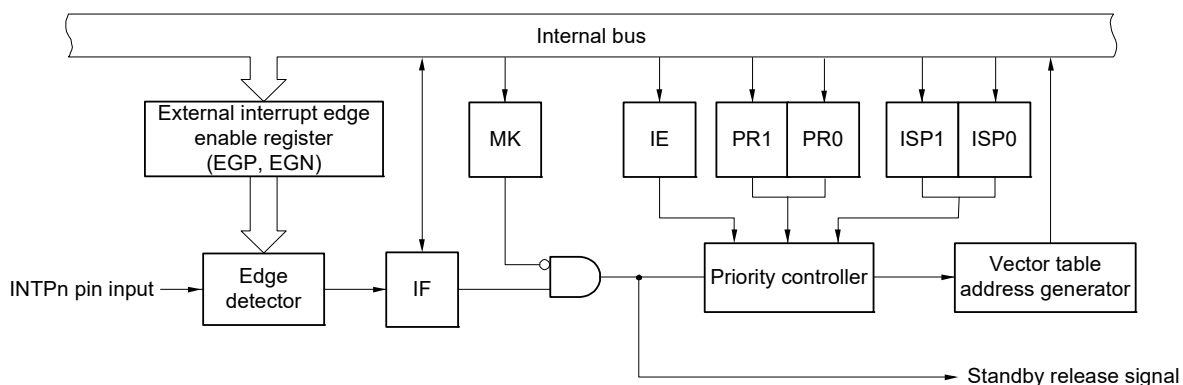 Internal bus
External interrupt edge
enable register
(EGP, EGN)
MK
IE
PR1
PR0
ISP1
ISP0
INTPn pin input
Edge
detector
IF
Priority controller
Vector table
address generator
Standby release signal